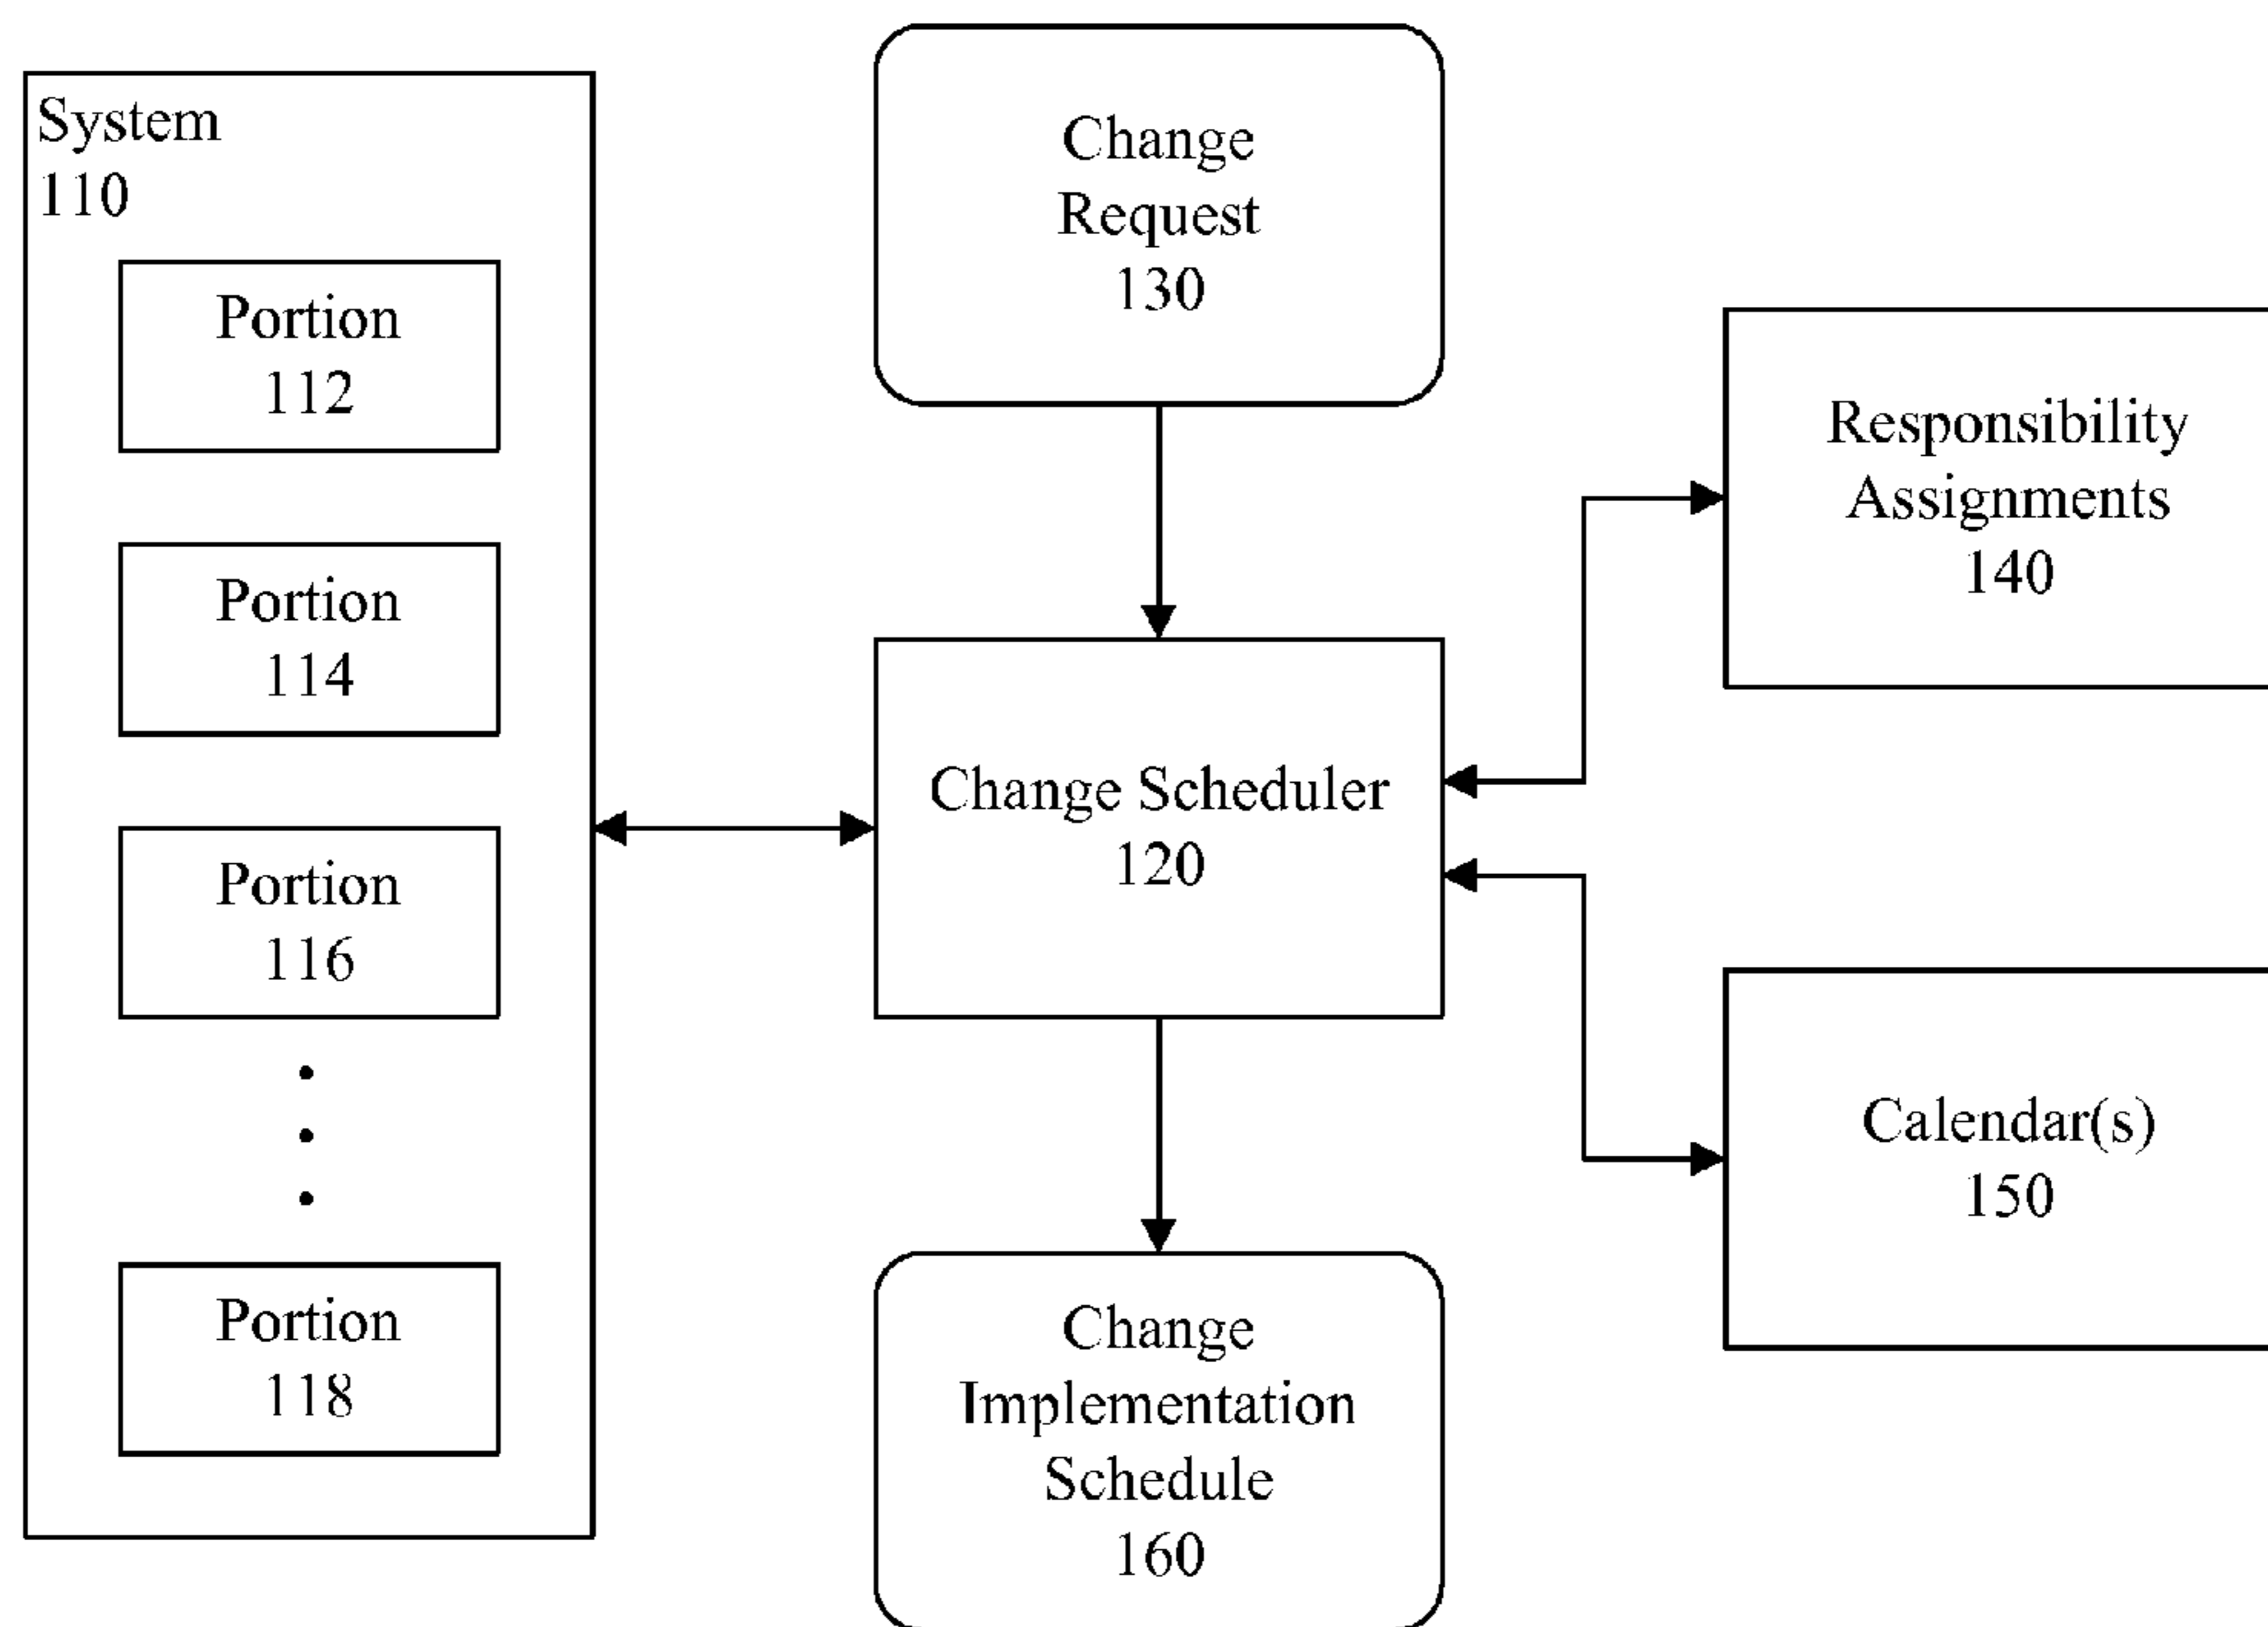 System
110
Portion
112
Portion
114
Portion
116
Portion
118
Change
Request
130
Change Scheduler
120
Change
Implementation
Schedule
160
Responsibility
Assignments
140
Calendar(s)
150